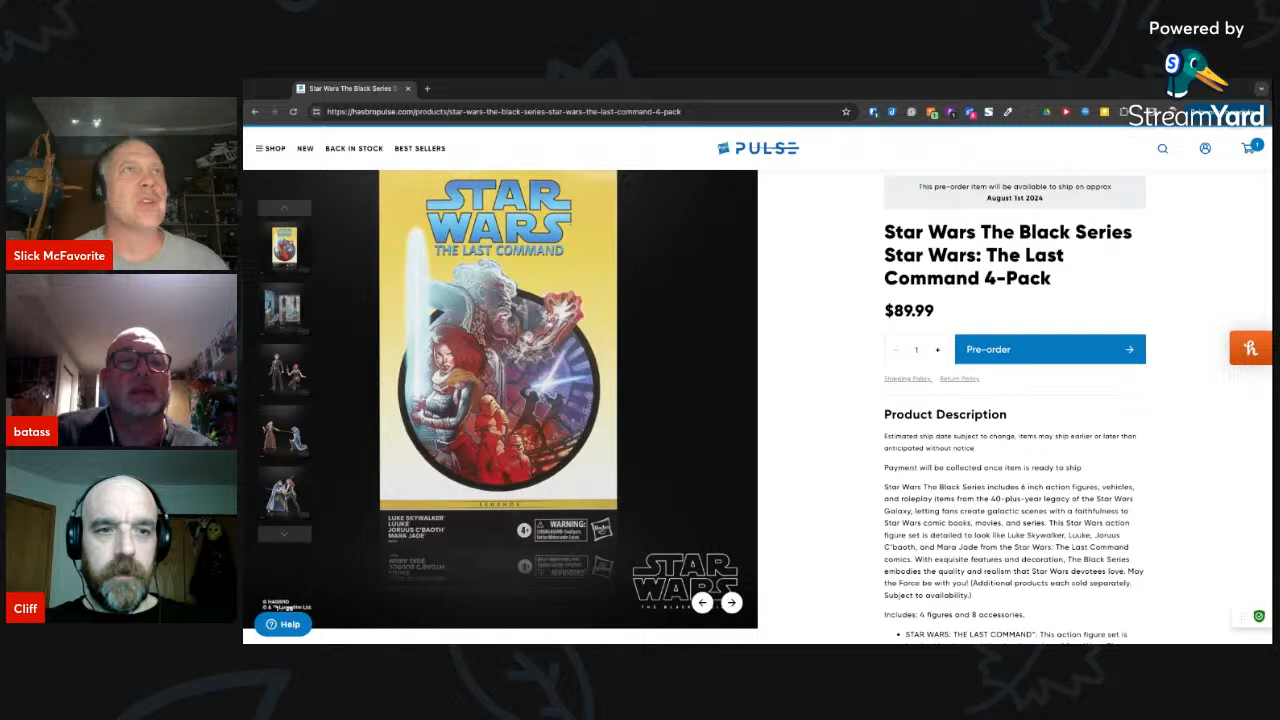 Powered by
StreamYard
Star Wars The Black Series S
https://hasbropulse.com/products/star-wars-the-black-series-star-wars-the-last-command-4-pack
SHOP
NEW
BACK IN STOCK
BEST SELLERS
PULSE
1
This pre-order item will be available to ship on approx
August 1st 2024
Star Wars The Black Series
Star Wars: The Last
Command 4-Pack
$89.99
1
Pre-order
Shipping Policy
Return Policy
Product Description
Estimated ship date subject to change, items may ship earlier or later than
anticipated without notice
Payment will be collected once item is ready to ship
Star Wars The Black Series includes 6 inch action figures, vehicles,
and roleplay items from the 40-plus-year legacy of the Star Wars
Galaxy, letting fans create galactic scenes with a faithfulness to
Star Wars comic books, movies, and series. This Star Wars action
figure set is detailed to look like Luke Skywalker, Luuke, Joruus
C'baoth, and Mara Jade from the Star Wars: The Last Command
comics. With exquisite features and decoration, The Black Series
embodies the quality and realism that Star Wars devotees love. May
the Force be with you! (Additional products each sold separately.
Subject to availability.)
Includes: 4 figures and 8 accessories.
• STAR WARS: THE LAST COMMAND™: This action figure set is
STAR
WARS
THE LAST COMMAND
LEGENDS
LUKE SKYWALKER
LUUKE
JORUUS C'BAOTH
MARA JADE
4+
WARNING:
Hasbro
STAR
WARS
THE BLACK
© HASBRO
© & ™ Lucasfilm Ltd.
Help
Slick McFavorite
batass
Cliff